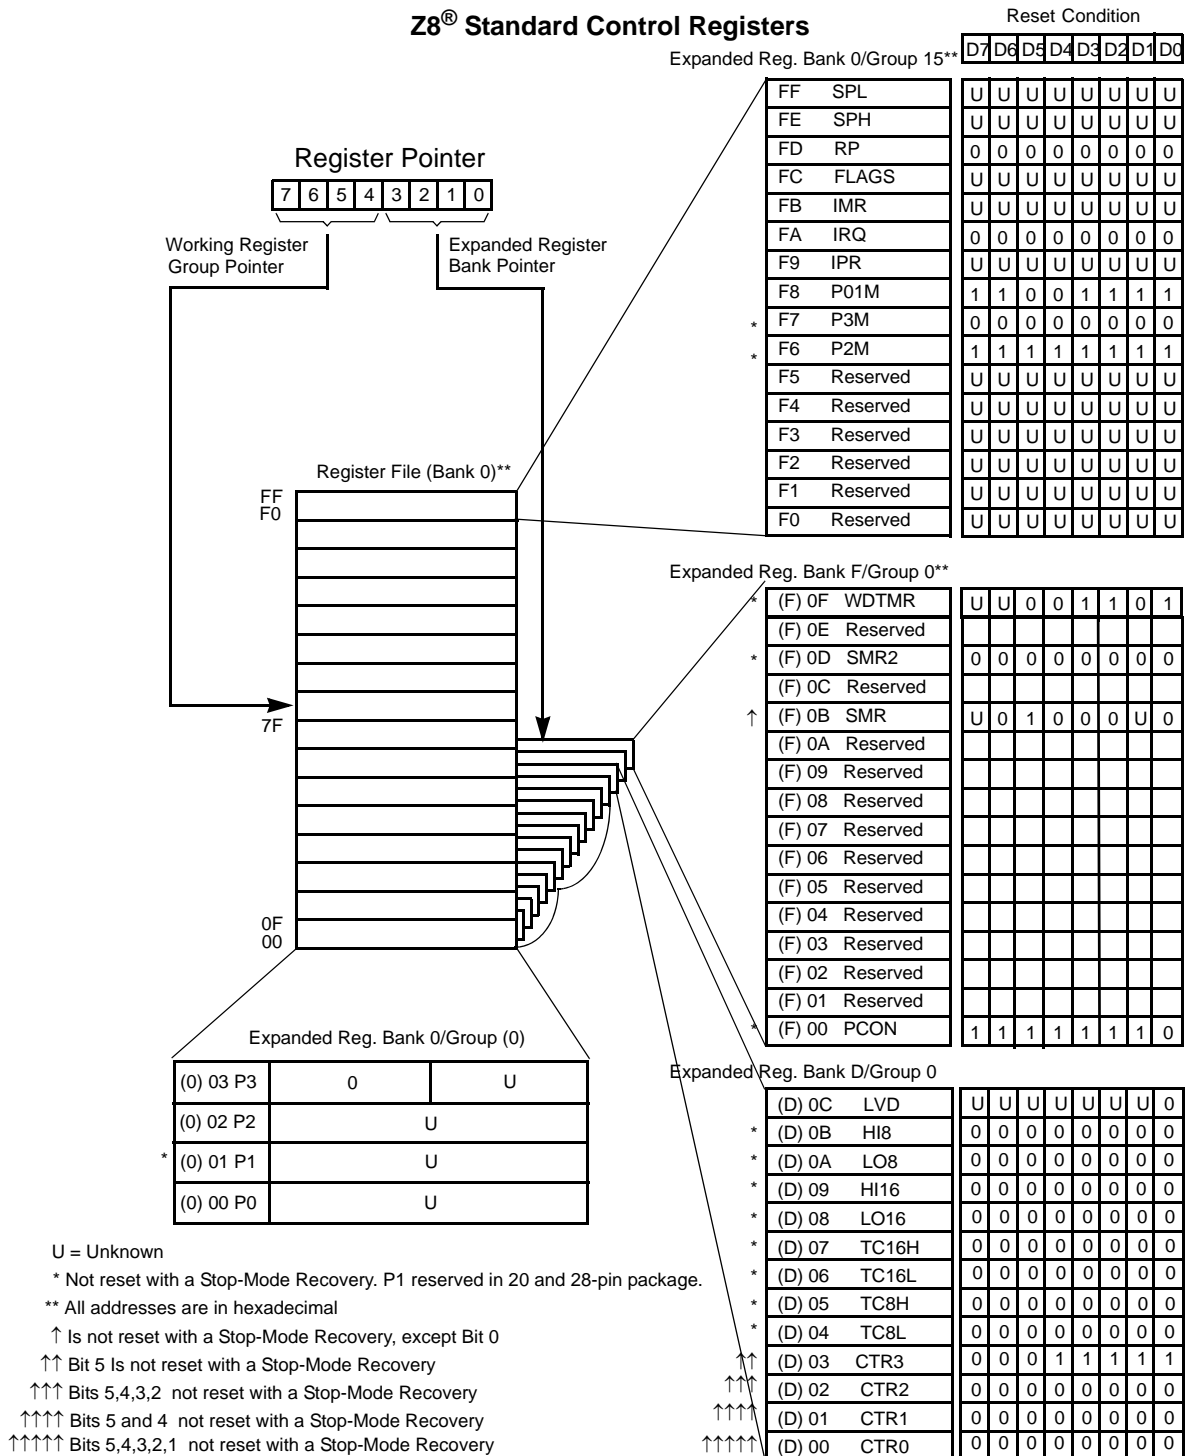 Z8® Standard Control Registers
Reset Condition
Expanded Reg. Bank 0/Group 15**
D7 D6 D5 D4 D3 D2 D1 D0
FF SPL U U U U U U U U
FE SPH U U U U U U U U
FD RP 0 0 0 0 0 0 0 0
FC FLAGS U U U U U U U U
FB IMR U U U U U U U U
FA IRQ 0 0 0 0 0 0 0 0
F9 IPR U U U U U U U U
F8 P01M 1 1 0 0 1 1 1 1
* F7 P3M 0 0 0 0 0 0 0 0
* F6 P2M 1 1 1 1 1 1 1 1
F5 Reserved U U U U U U U U
F4 Reserved U U U U U U U U
F3 Reserved U U U U U U U U
F2 Reserved U U U U U U U U
F1 Reserved U U U U U U U U
F0 Reserved U U U U U U U U
Register Pointer
7 6 5 4 3 2 1 0
Working Register
Group Pointer
Expanded Register
Bank Pointer
Register File (Bank 0)**
FF
F0
7F
0F
00
Expanded Reg. Bank F/Group 0**
* (F) 0F WDTMR U U 0 0 1 1 0 1
(F) 0E Reserved
* (F) 0D SMR2 0 0 0 0 0 0 0 0
(F) 0C Reserved
↑ (F) 0B SMR U 0 1 0 0 0 U 0
(F) 0A Reserved
(F) 09 Reserved
(F) 08 Reserved
(F) 07 Reserved
(F) 06 Reserved
(F) 05 Reserved
(F) 04 Reserved
(F) 03 Reserved
(F) 02 Reserved
(F) 01 Reserved
* (F) 00 PCON 1 1 1 1 1 1 1 0
Expanded Reg. Bank 0/Group (0)
(0) 03 P3 0 U
(0) 02 P2 U
* (0) 01 P1 U
(0) 00 P0 U
Expanded Reg. Bank D/Group 0
(D) 0C LVD U U U U U U U 0
* (D) 0B HI8 0 0 0 0 0 0 0 0
* (D) 0A LO8 0 0 0 0 0 0 0 0
* (D) 09 HI16 0 0 0 0 0 0 0 0
* (D) 08 LO16 0 0 0 0 0 0 0 0
* (D) 07 TC16H 0 0 0 0 0 0 0 0
* (D) 06 TC16L 0 0 0 0 0 0 0 0
* (D) 05 TC8H 0 0 0 0 0 0 0 0
* (D) 04 TC8L 0 0 0 0 0 0 0 0
↑↑ (D) 03 CTR3 0 0 0 1 1 1 1 1
↑↑↑ (D) 02 CTR2 0 0 0 0 0 0 0 0
↑↑↑↑ (D) 01 CTR1 0 0 0 0 0 0 0 0
↑↑↑↑↑ (D) 00 CTR0 0 0 0 0 0 0 0 0
U = Unknown
* Not reset with a Stop-Mode Recovery. P1 reserved in 20 and 28-pin package.
** All addresses are in hexadecimal
↑ Is not reset with a Stop-Mode Recovery, except Bit 0
↑↑ Bit 5 Is not reset with a Stop-Mode Recovery
↑↑↑ Bits 5,4,3,2 not reset with a Stop-Mode Recovery
↑↑↑↑ Bits 5 and 4 not reset with a Stop-Mode Recovery
↑↑↑↑↑ Bits 5,4,3,2,1 not reset with a Stop-Mode Recovery